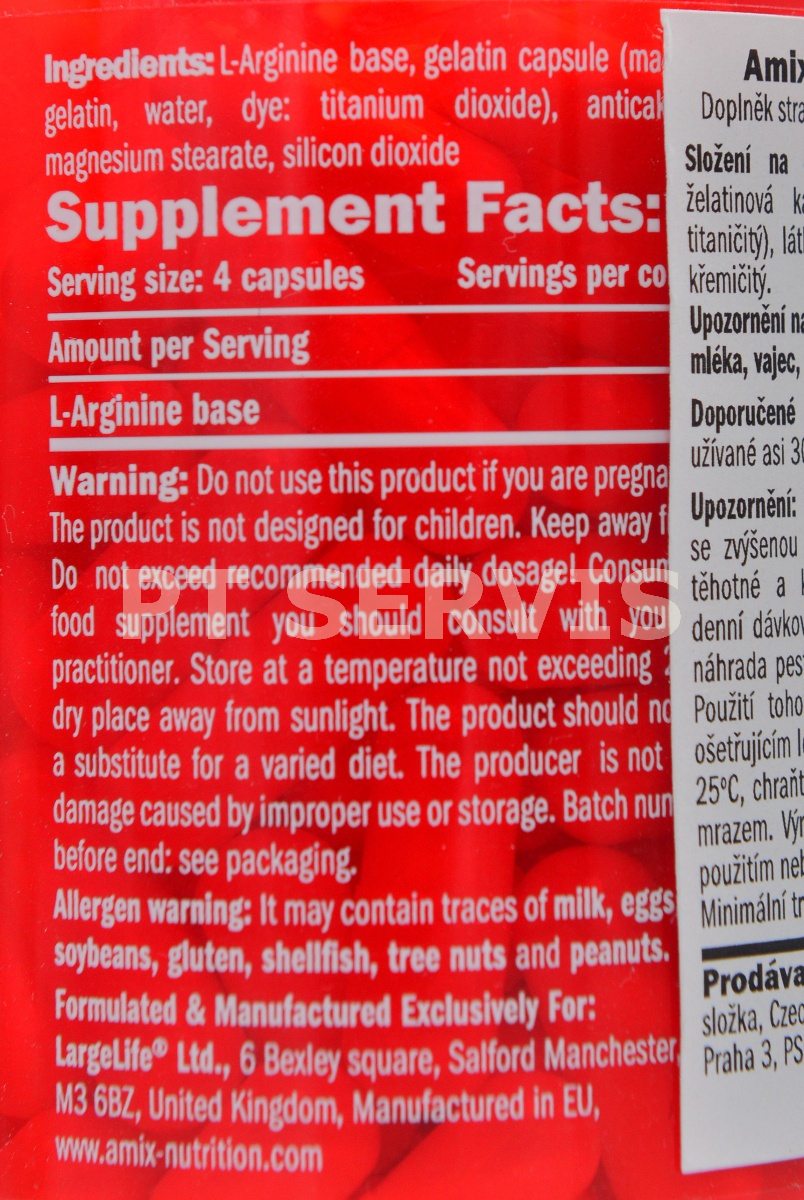 Ingredients: L-Arginine base, gelatin capsule (ma
gelatin, water, dye: titanium dioxide), anticak
magnesium stearate, silicon dioxide
Supplement Facts:
Serving size: 4 capsules Servings per co
Amount per Serving
L-Arginine base
Warning: Do not use this product if you are pregna
The product is not designed for children. Keep away f
Do not exceed recommended daily dosage! Consum
food supplement you should consult with you
practitioner. Store at a temperature not exceeding 2
dry place away from sunlight. The product should no
a substitute for a varied diet. The producer is not
damage caused by improper use or storage. Batch num
before end: see packaging.
Allergen warning: It may contain traces of milk, eggs,
soybeans, gluten, shellfish, tree nuts and peanuts.
Formulated & Manufactured Exclusively For:
LargeLife® Ltd., 6 Bexley square, Salford Manchester,
M3 6BZ, United Kingdom, Manufactured in EU,
www.amix-nutrition.com
PT SERVIS
Amix
Doplněk stra
Složení na
želatinová ka
titaničitý), lát
křemičitý.
Upozornění na
mléka, vajec,
Doporučené
užívané asi 30
Upozornění:
se zvýšenou
těhotné a k
denní dávkov
náhrada pes
Použití toho
ošetřujícím lé
25°C, chraňt
mrazem. Výr
použitím neb
Minimální tr
Prodáva
složka, Czec
Praha 3, PS